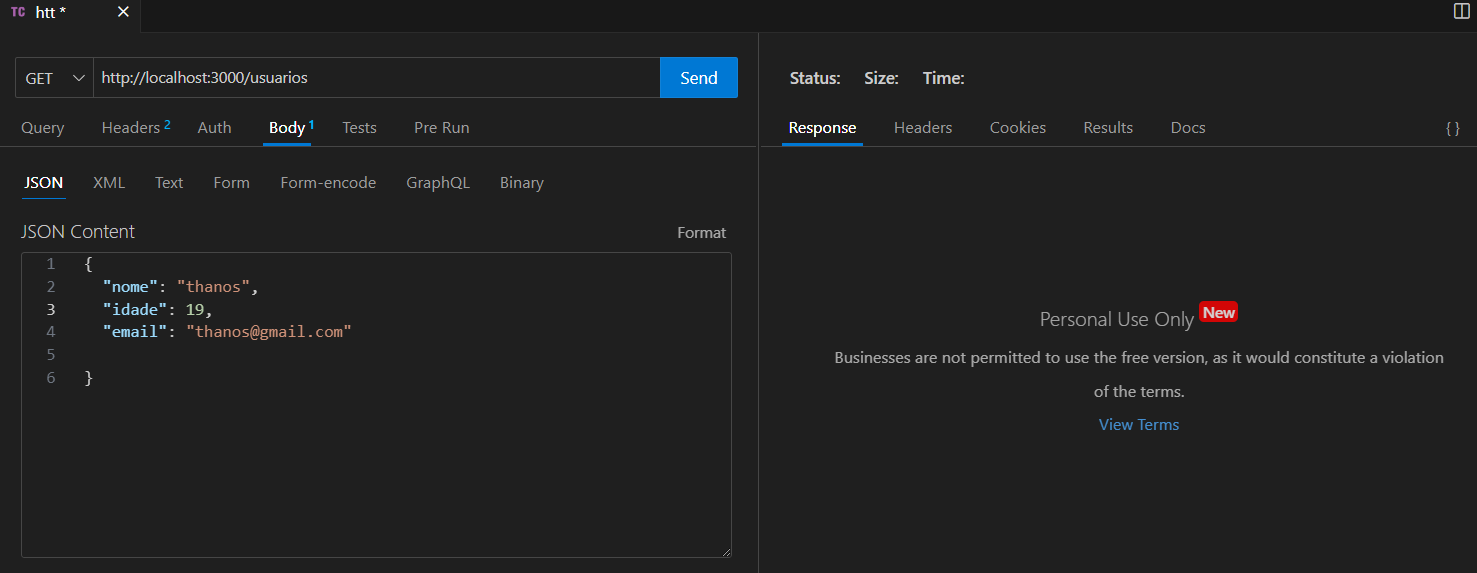 TC htt *
GET http://localhost:3000/usuarios Send
Query Headers 2 Auth Body 1 Tests Pre Run
JSON XML Text Form Form-encode GraphQL Binary
JSON Content Format
1 {
2 "nome": "thanos",
3 "idade": 19,
4 "email": "thanos@gmail.com"
5
6 }
Status: Size: Time:
Response Headers Cookies Results Docs { }
Personal Use Only New
Businesses are not permitted to use the free version, as it would constitute a violation
of the terms.
View Terms